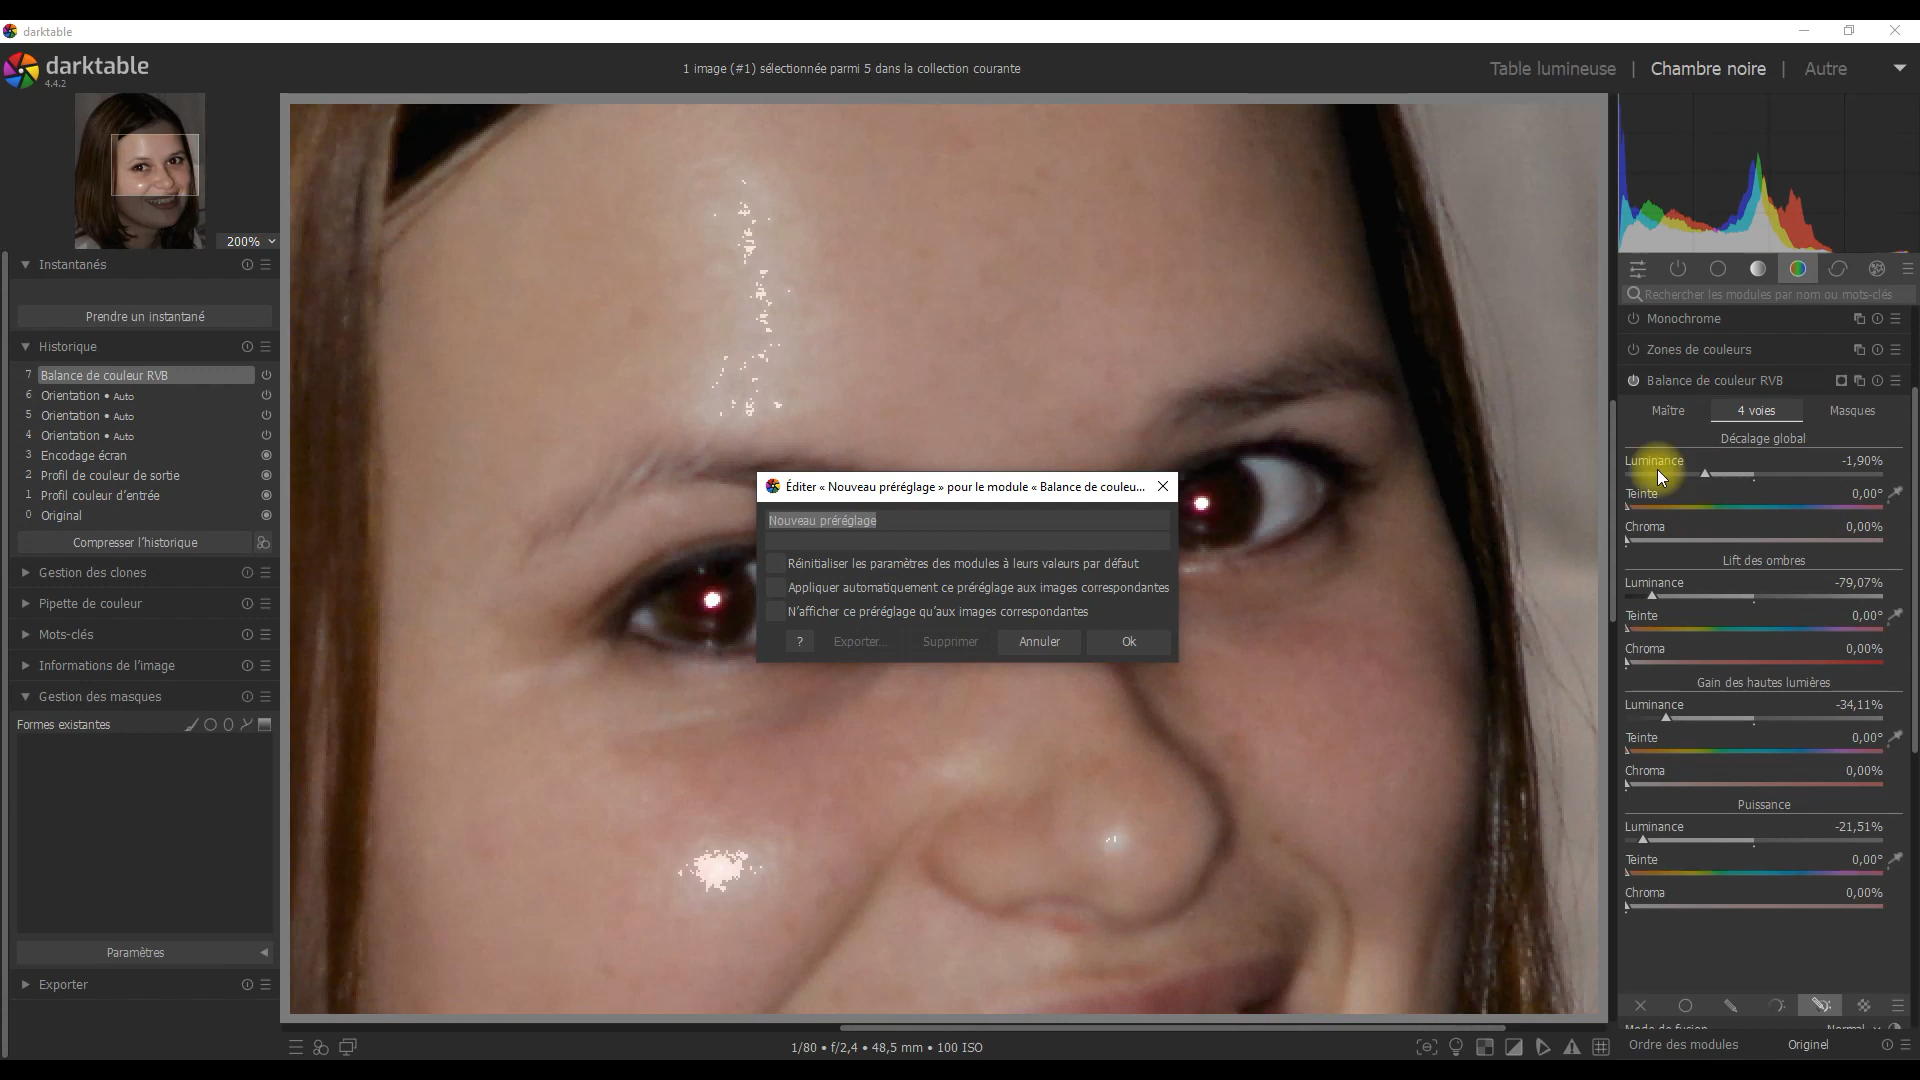 darktable
darktable
4.4.2
1 image (#1) sélectionnée parmi 5 dans la collection courante
Table lumineuse | Chambre noire | Autre
200%
Instantanés
Prendre un instantané
Historique
7 Balance de couleur RVB
6 Orientation • Auto
5 Orientation • Auto
4 Orientation • Auto
3 Encodage écran
2 Profil de couleur de sortie
1 Profil couleur d'entrée
0 Original
Compresser l'historique
Gestion des clones
Pipette de couleur
Mots-clés
Informations de l'image
Gestion des masques
Formes existantes
Paramètres
Exporter
Éditer « Nouveau préréglage » pour le module « Balance de couleu...
Nouveau préréglage
Réinitialiser les paramètres des modules à leurs valeurs par défaut
Appliquer automatiquement ce préréglage aux images correspondantes
N'afficher ce préréglage qu'aux images correspondantes
? Exporter... Supprimer Annuler Ok
1/80 • f/2,4 • 48,5 mm • 100 ISO
Rechercher les modules par nom ou mots-clés
Monochrome
Zones de couleurs
Balance de couleur RVB
Maître 4 voies Masques
Décalage global
Luminance -1,90%
Teinte 0,00°
Chroma 0,00%
Lift des ombres
Luminance -79,07%
Teinte 0,00°
Chroma 0,00%
Gain des hautes lumières
Luminance -34,11%
Teinte 0,00°
Chroma 0,00%
Puissance
Luminance -21,51%
Teinte 0,00°
Chroma 0,00%
Mode de fusion Normal
Ordre des modules Originel